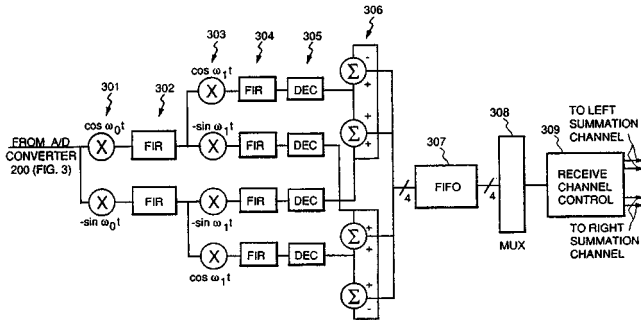 306
303
304
305
301
302
cos ω₁t
cos ω₀t
FIR
DEC
Σ
-
+
308
TO LEFT
SUMMATION
CHANNEL
309
FROM A/D
CONVERTER
200 (FIG. 3)
X
FIR
-sin ω₁t
X
FIR
DEC
+
Σ
+
307
FIFO
4
4
RECEIVE
CHANNEL
CONTROL
X
-sin ω₀t
FIR
X
-sin ω₁t
FIR
DEC
Σ
+
+
MUX
TO RIGHT
SUMMATION
CHANNEL
X
cos ω₁t
FIR
DEC
Σ
+
-
X